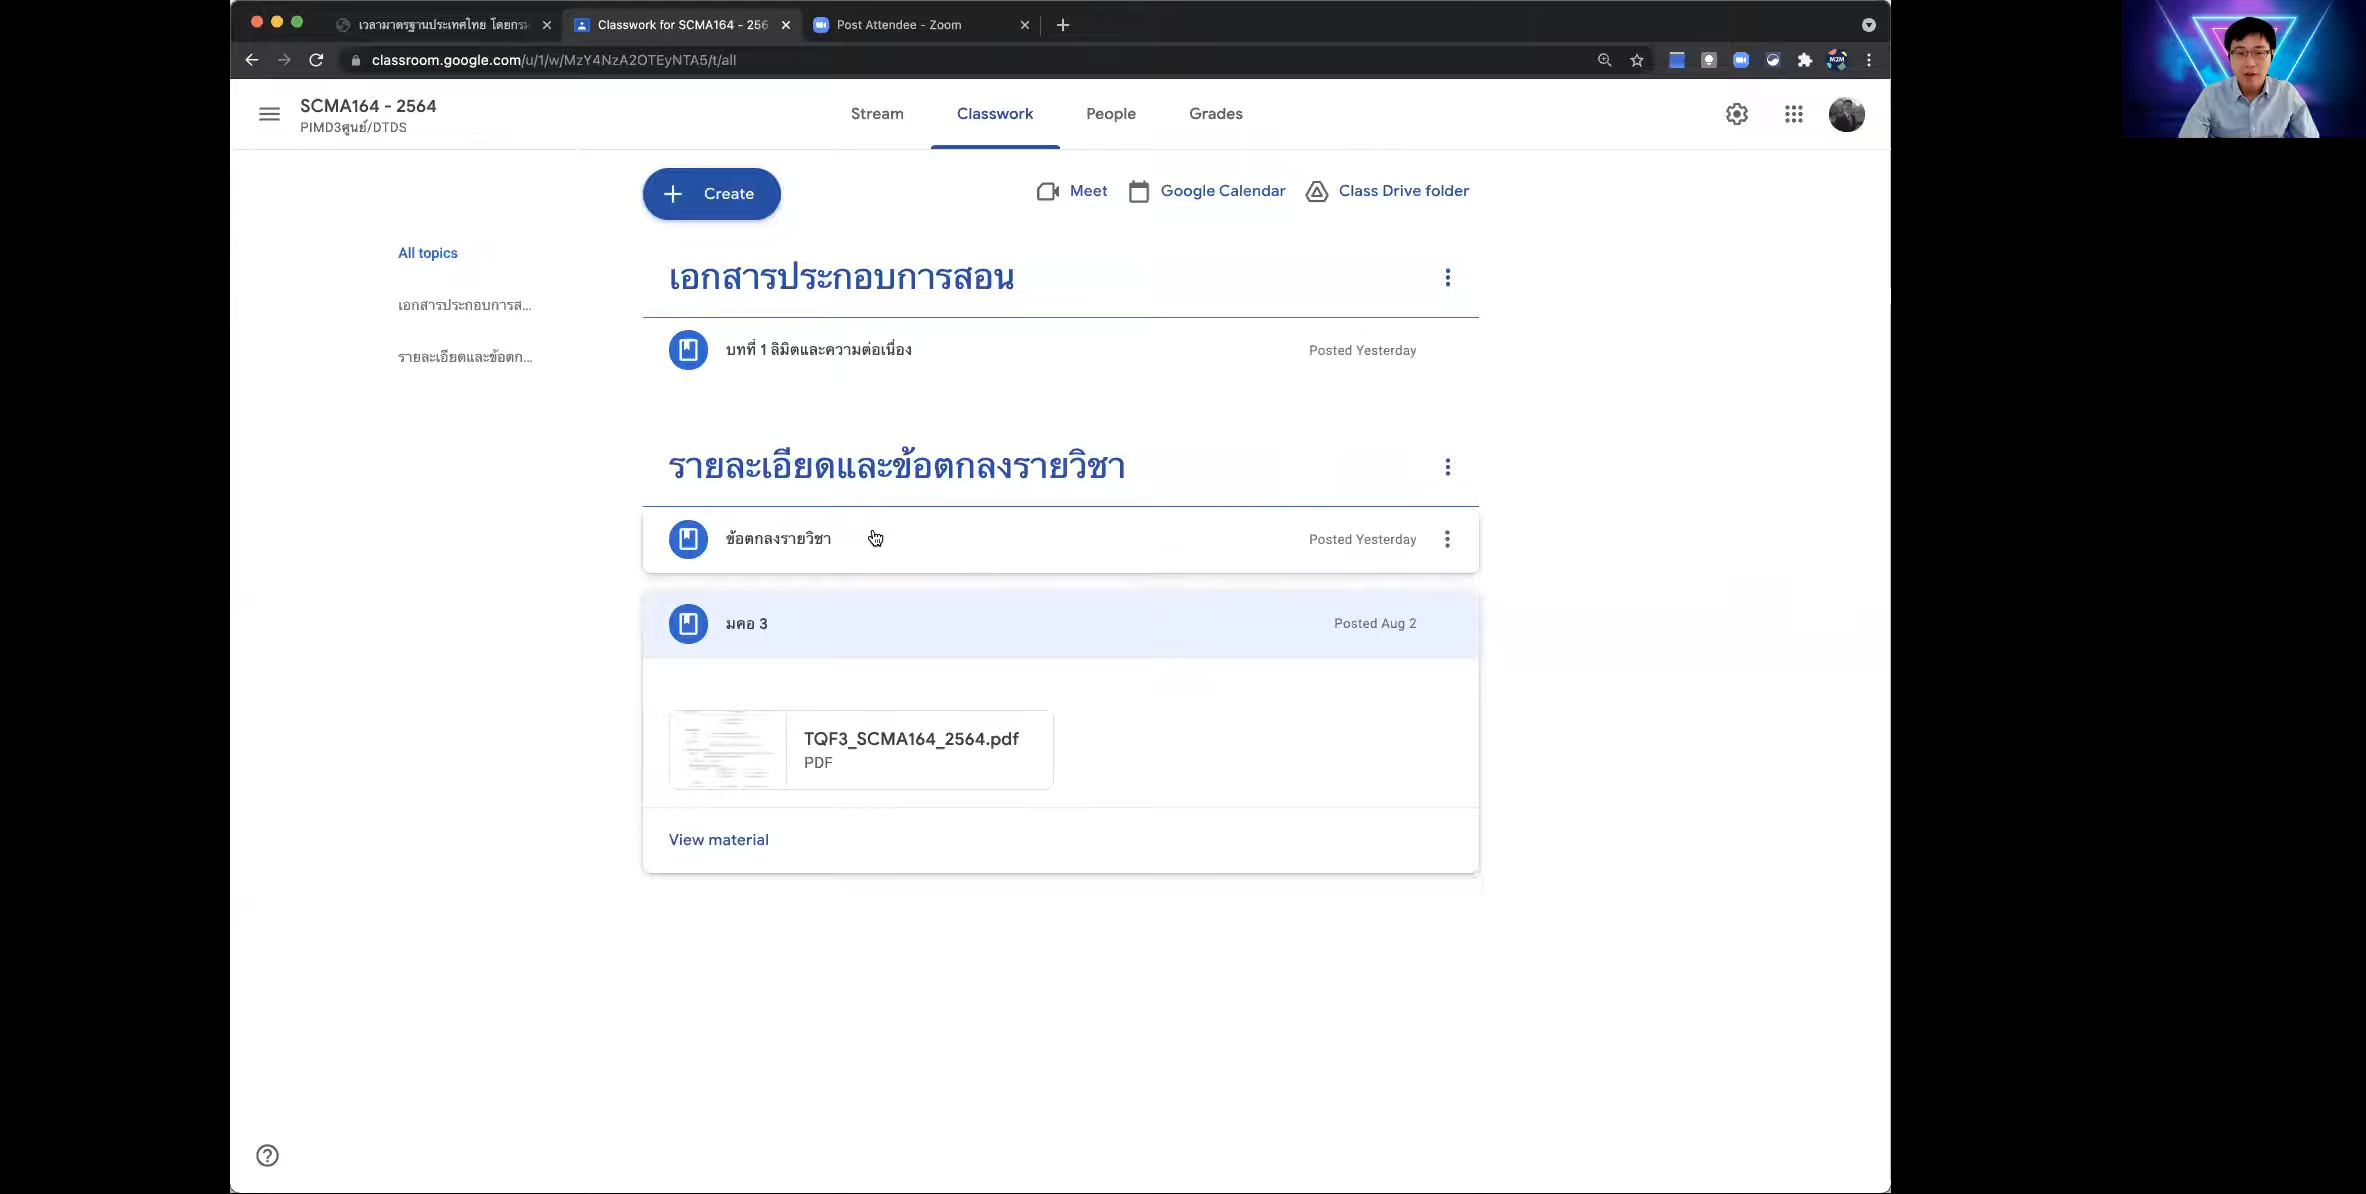 เวลามาตรฐานประเทศไทย โดยกรม
Classwork for SCMA164 - 256
Post Attendee - Zoom
classroom.google.com/u/1/w/MzY4NzA2OTEyNTA5/t/all
M2M
SCMA164 - 2564
PIMD3ศูนย์/DTDS
Stream
Classwork
People
Grades
Create
Meet
Google Calendar
Class Drive folder
All topics
เอกสารประกอบการส...
รายละเอียดและข้อตก...
เอกสารประกอบการสอน
บทที่ 1 ลิมิตและความต่อเนื่อง
Posted Yesterday
รายละเอียดและข้อตกลงรายวิชา
ข้อตกลงรายวิชา
Posted Yesterday
มคอ 3
Posted Aug 2
TQF3_SCMA164_2564.pdf
PDF
View material